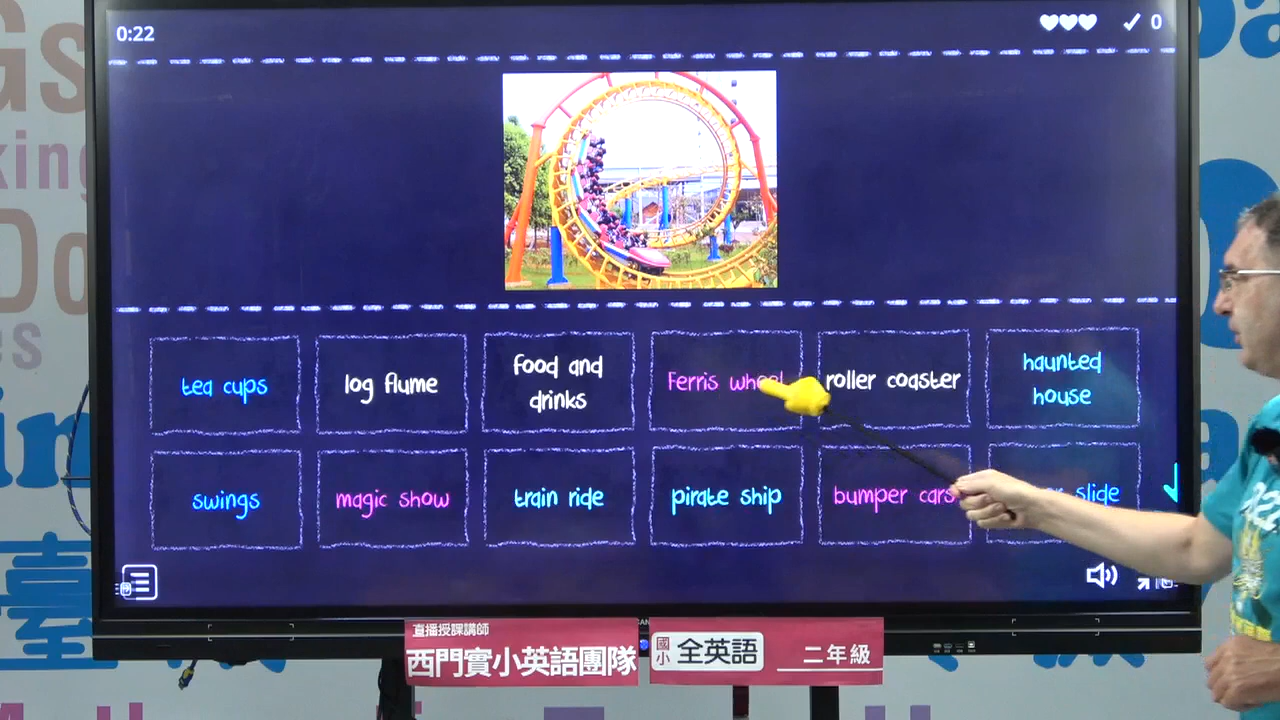 0:22
0
tea cups
log flume
food and
drinks
Ferris wheel
roller coaster
haunted
house
swings
magic show
train ride
pirate ship
bumper cars
slide
直播授課講師
西門實小英語團隊
國小 全英語
二年級